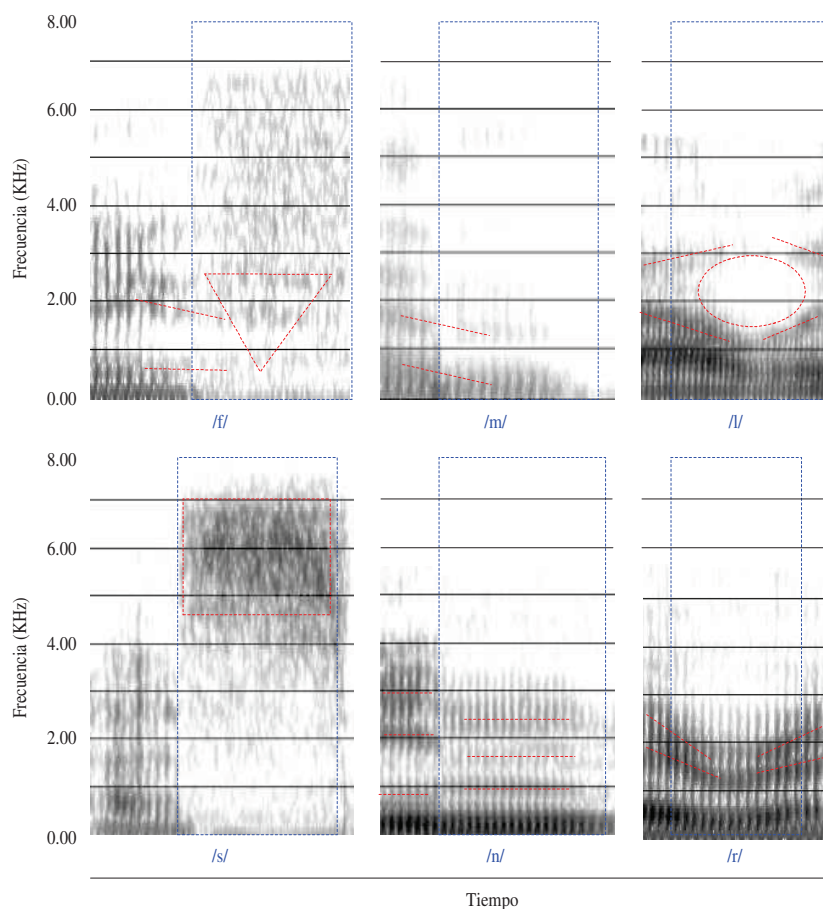 8.00
6.00
4.00
2.00
0.00
Frecuencia (KHz)
/f/
/m/
/l/
8.00
6.00
4.00
2.00
0.00
Frecuencia (KHz)
/s/
/n/
/r/
Tiempo